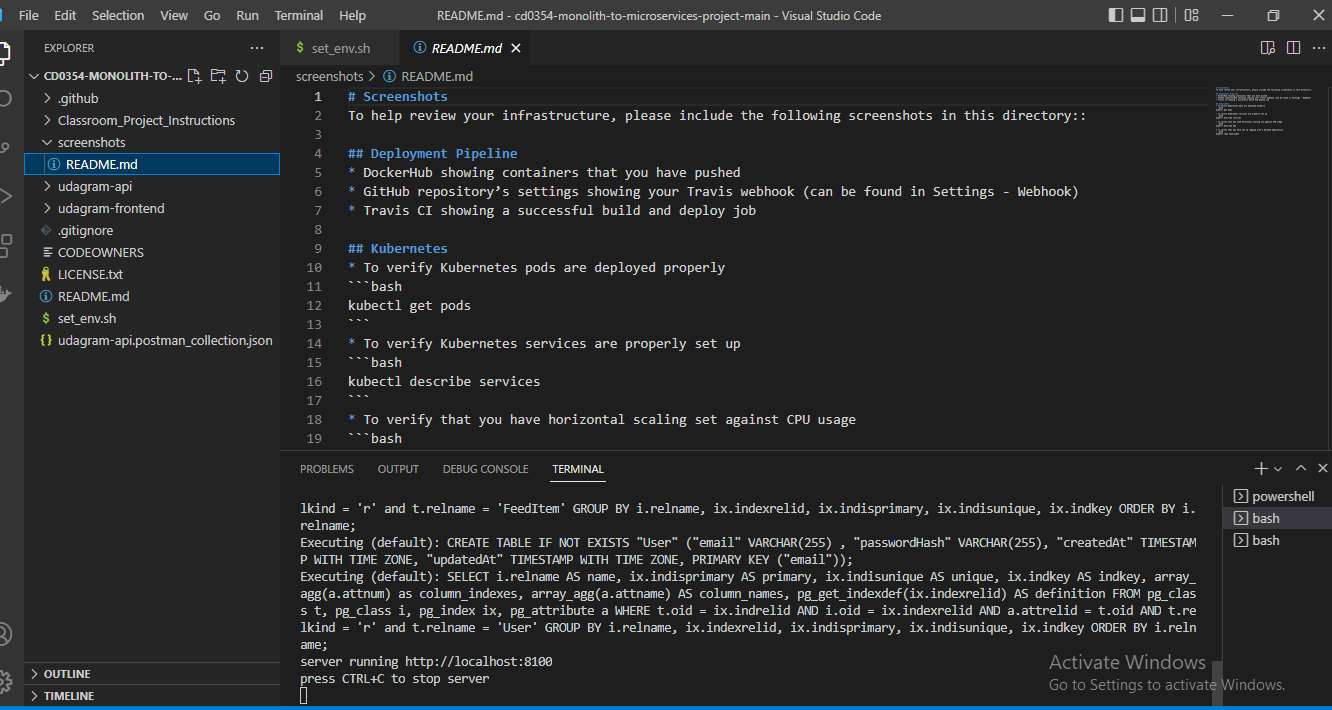 File Edit Selection View Go Run Terminal Help README.md - cd0354-monolith-to-microservices-project-main - Visual Studio Code
EXPLORER ...
CD0354-MONOLITH-TO-...
.github
Classroom_Project_Instructions
screenshots
README.md
udagram-api
udagram-frontend
.gitignore
CODEOWNERS
LICENSE.txt
README.md
$ set_env.sh
{} udagram-api.postman_collection.json
OUTLINE
TIMELINE
$ set_env.sh README.md
screenshots > README.md
1 # Screenshots
2 To help review your infrastructure, please include the following screenshots in this directory::
3
4 ## Deployment Pipeline
5 * DockerHub showing containers that you have pushed
6 * GitHub repository’s settings showing your Travis webhook (can be found in Settings - Webhook)
7 * Travis CI showing a successful build and deploy job
8
9 ## Kubernetes
10 * To verify Kubernetes pods are deployed properly
11 ```bash
12 kubectl get pods
13 ```
14 * To verify Kubernetes services are properly set up
15 ```bash
16 kubectl describe services
17 ```
18 * To verify that you have horizontal scaling set against CPU usage
19 ```bash
PROBLEMS OUTPUT DEBUG CONSOLE TERMINAL
lkind = 'r' and t.relname = 'FeedItem' GROUP BY i.relname, ix.indexrelid, ix.indisprimary, ix.indisunique, ix.indkey ORDER BY i.
relname;
Executing (default): CREATE TABLE IF NOT EXISTS "User" ("email" VARCHAR(255) , "passwordHash" VARCHAR(255), "createdAt" TIMESTAM
P WITH TIME ZONE, "updatedAt" TIMESTAMP WITH TIME ZONE, PRIMARY KEY ("email"));
Executing (default): SELECT i.relname AS name, ix.indisprimary AS primary, ix.indisunique AS unique, ix.indkey AS indkey, array_
agg(a.attnum) as column_indexes, array_agg(a.attname) AS column_names, pg_get_indexdef(ix.indexrelid) AS definition FROM pg_clas
s t, pg_class i, pg_index ix, pg_attribute a WHERE t.oid = ix.indrelid AND i.oid = ix.indexrelid AND a.attrelid = t.oid AND t.re
lkind = 'r' and t.relname = 'User' GROUP BY i.relname, ix.indexrelid, ix.indisprimary, ix.indisunique, ix.indkey ORDER BY i.reln
ame;
server running http://localhost:8100
press CTRL+C to stop server
powershell
bash
bash
Activate Windows
Go to Settings to activate Windows.